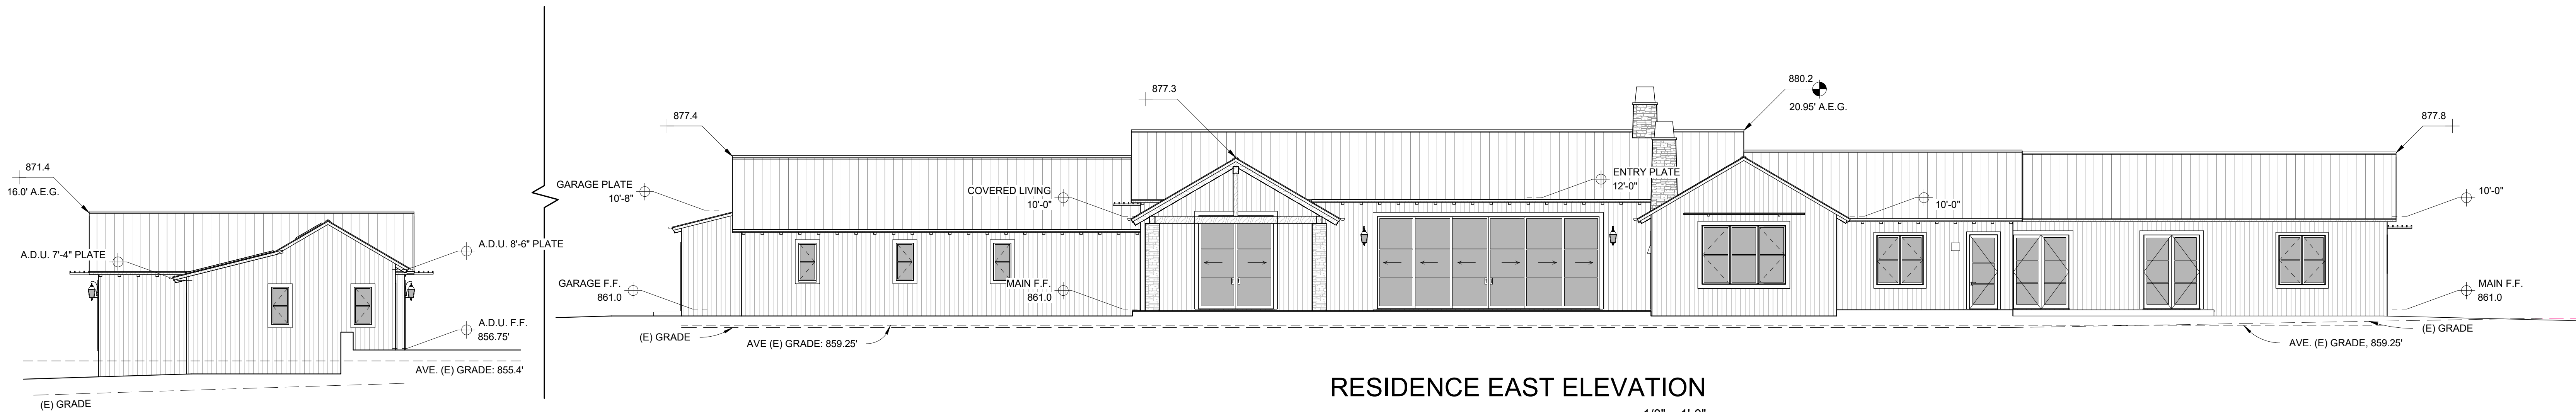 871.4
16.0' A.E.G.
A.D.U. 7'-4" PLATE
A.D.U. 8'-6" PLATE
A.D.U. F.F.
856.75'
AVE. (E) GRADE: 855.4'
(E) GRADE
877.4
GARAGE PLATE
10'-8"
GARAGE F.F.
861.0
(E) GRADE
AVE (E) GRADE: 859.25'
877.3
COVERED LIVING
10'-0"
MAIN F.F.
861.0
ENTRY PLATE
12'-0"
880.2
20.95' A.E.G.
10'-0"
877.8
10'-0"
MAIN F.F.
861.0
(E) GRADE
AVE. (E) GRADE, 859.25'
RESIDENCE EAST ELEVATION